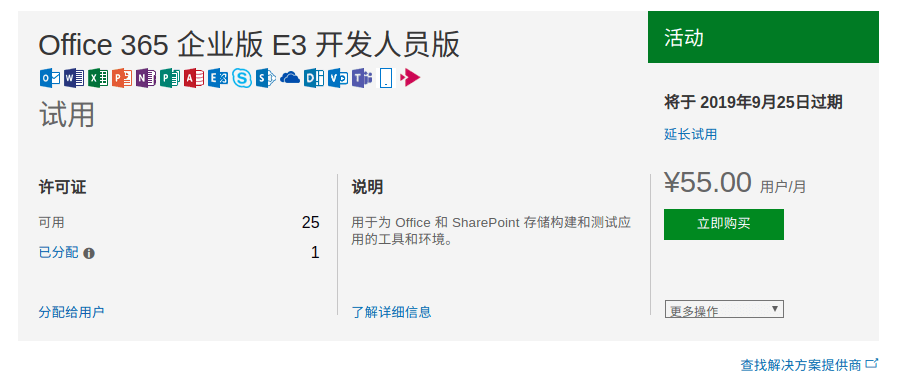 Office 365 企业版 E3 开发人员版
活动
试用
将于 2019年9月25日过期
延长试用
¥55.00 用户/月
立即购买
许可证
可用 25
已分配 1
分配给用户
说明
用于为 Office 和 SharePoint 存储构建和测试应
用的工具和环境。
了解详细信息
更多操作
查找解决方案提供商